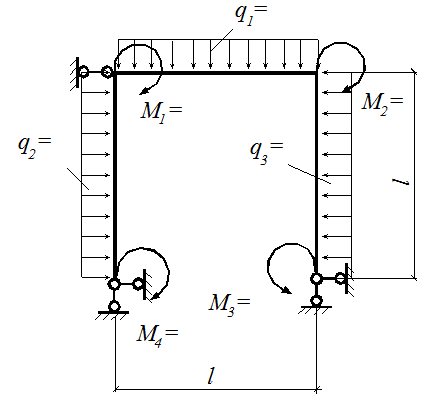 q1=
M1=
M2=
q2=
q3=
l
M3=
M4=
l